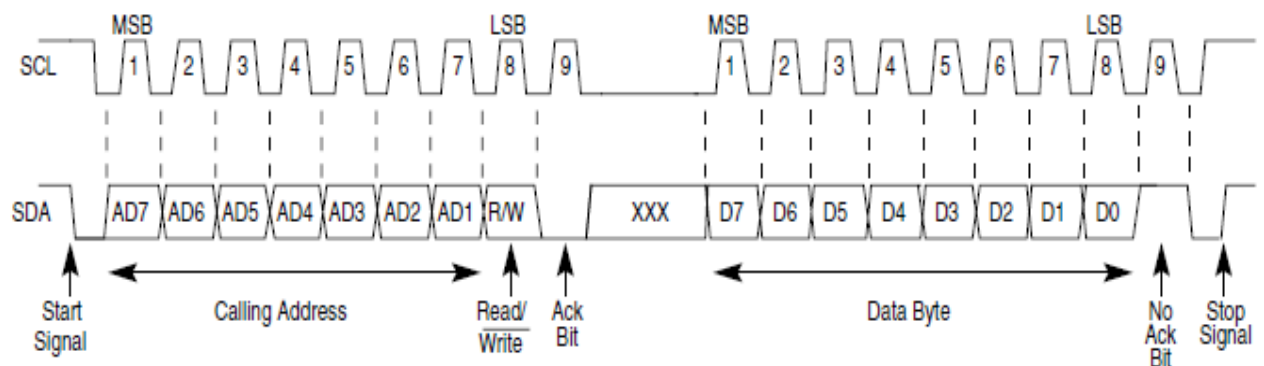 MSB LSB MSB LSB
SCL 1 2 3 4 5 6 7 8 9 1 2 3 4 5 6 7 8 9
SDA AD7 AD6 AD5 AD4 AD3 AD2 AD1 R/W XXX D7 D6 D5 D4 D3 D2 D1 D0
Start Calling Address Read/ Ack Data Byte No Stop
Signal Write Bit Ack Signal
Bit